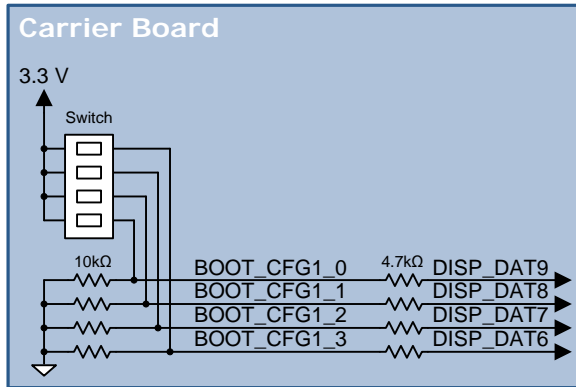 Carrier Board
3.3 V
Switch
10kΩ BOOT_CFG1_0 4.7kΩ DISP_DAT9
BOOT_CFG1_1 DISP_DAT8
BOOT_CFG1_2 DISP_DAT7
BOOT_CFG1_3 DISP_DAT6